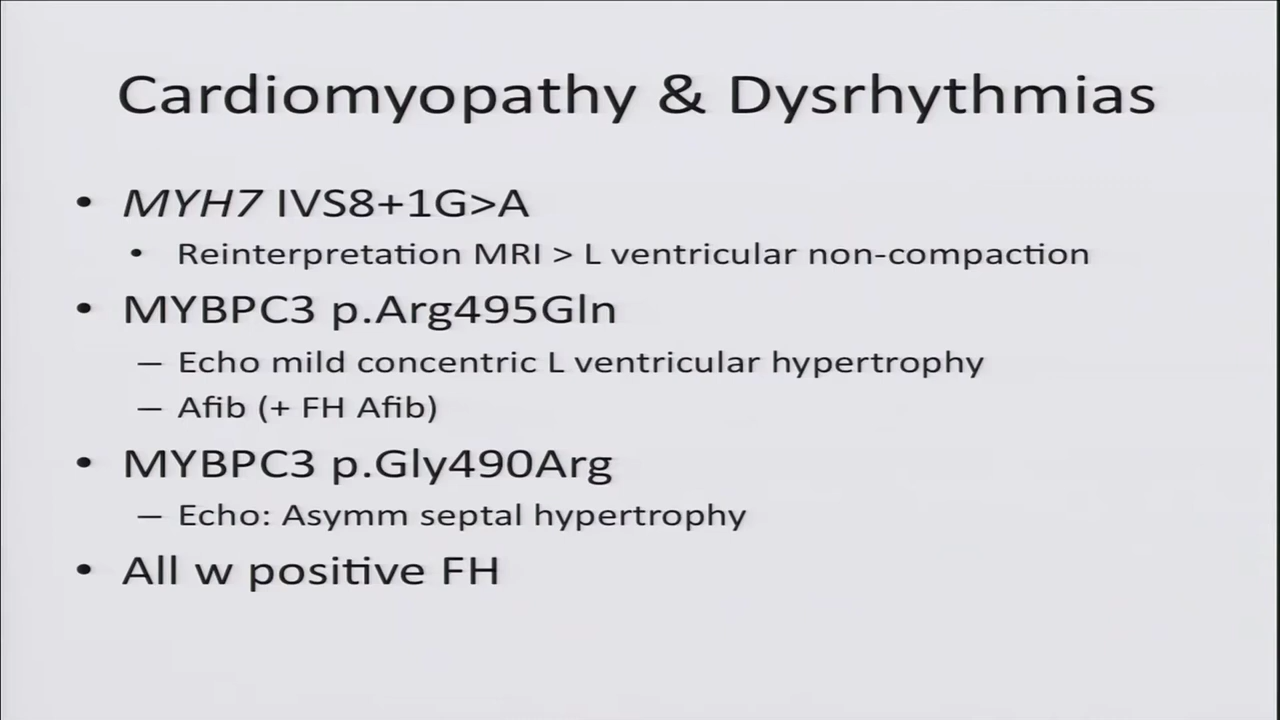 Cardiomyopathy & Dysrhythmias
• MYH7 IVS8+1G>A
• Reinterpretation MRI > L ventricular non-compaction
• MYBPC3 p.Arg495Gln
– Echo mild concentric L ventricular hypertrophy
– Afib (+ FH Afib)
• MYBPC3 p.Gly490Arg
– Echo: Asymm septal hypertrophy
• All w positive FH